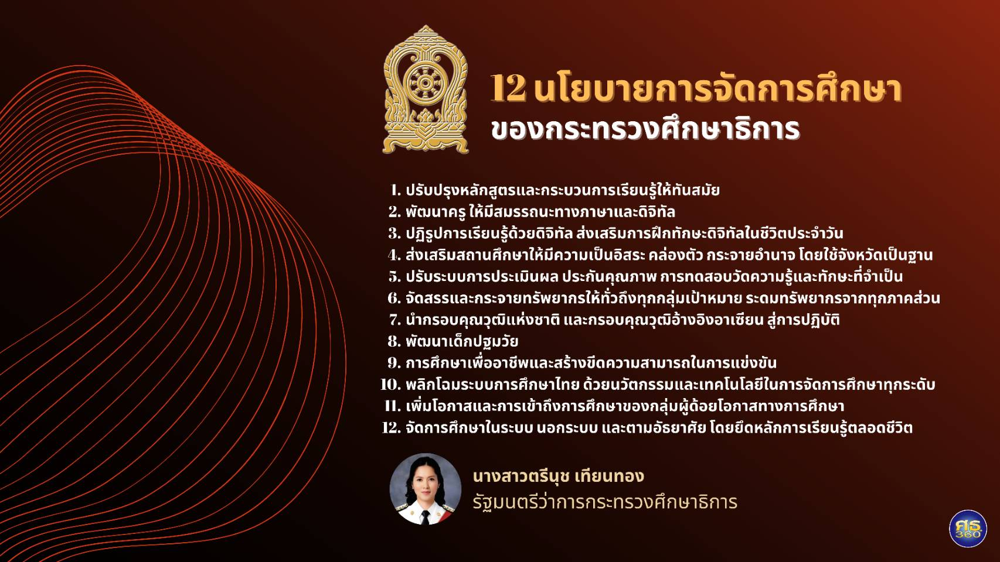 12 นโยบายการจัดการศึกษา
ของกระทรวงศึกษาธิการ
1. ปรับปรุงหลักสูตรและกระบวนการเรียนรู้ให้ทันสมัย
2. พัฒนาครู ให้มีสมรรถนะทางภาษาและดิจิทัล
3. ปฏิรูปการเรียนรู้ด้วยดิจิทัล ส่งเสริมการฝึกทักษะดิจิทัลในชีวิตประจำวัน
4. ส่งเสริมสถานศึกษาให้มีความเป็นอิสระ คล่องตัว กระจายอำนาจ โดยใช้จังหวัดเป็นฐาน
5. ปรับระบบการประเมินผล ประกันคุณภาพ การทดสอบวัดความรู้และทักษะที่จำเป็น
6. จัดสรรและกระจายทรัพยากรให้ทั่วถึงทุกกลุ่มเป้าหมาย ระดมทรัพยากรจากทุกภาคส่วน
7. นำกรอบคุณวุฒิแห่งชาติ และกรอบคุณวุฒิอ้างอิงอาเซียน สู่การปฏิบัติ
8. พัฒนาเด็กปฐมวัย
9. การศึกษาเพื่ออาชีพและสร้างขีดความสามารถในการแข่งขัน
10. พลิกโฉมระบบการศึกษาไทย ด้วยนวัตกรรมและเทคโนโลยีในการจัดการศึกษาทุกระดับ
11. เพิ่มโอกาสและการเข้าถึงการศึกษาของกลุ่มผู้ด้อยโอกาสทางการศึกษา
12. จัดการศึกษาในระบบ นอกระบบ และตามอัธยาศัย โดยยึดหลักการเรียนรู้ตลอดชีวิต
นางสาวตรีนุช เทียนทอง
รัฐมนตรีว่าการกระทรวงศึกษาธิการ
ศธ
360°